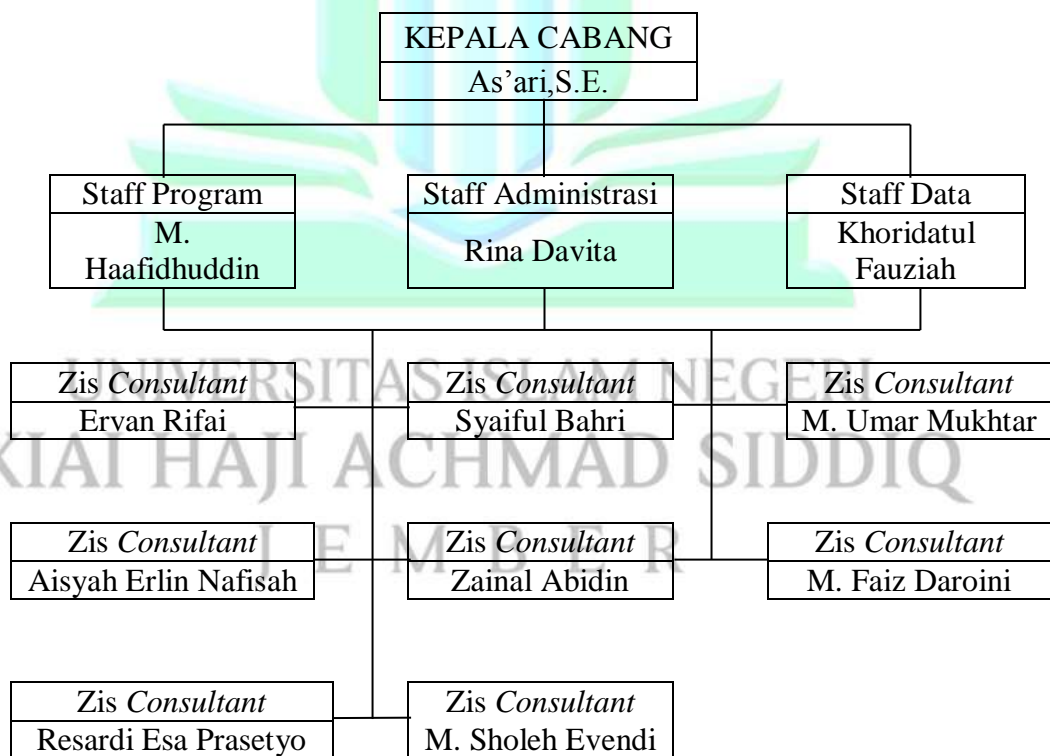 KEPALA CABANG
As’ari,S.E.
Staff Program
M.
Haafidhuddin
Staff Administrasi
Rina Davita
Staff Data
Khoridatul
Fauziah
UNIVERSITAS ISLAM NEGERI
Zis Consultant
Ervan Rifai
Zis Consultant
Syaiful Bahri
Zis Consultant
M. Umar Mukhtar
KIAI HAJI ACHMAD SIDDIQ
Zis Consultant
Aisyah Erlin Nafisah
Zis Consultant
Zainal Abidin
Zis Consultant
M. Faiz Daroini
JEMBER
Zis Consultant
Resardi Esa Prasetyo
Zis Consultant
M. Sholeh Evendi